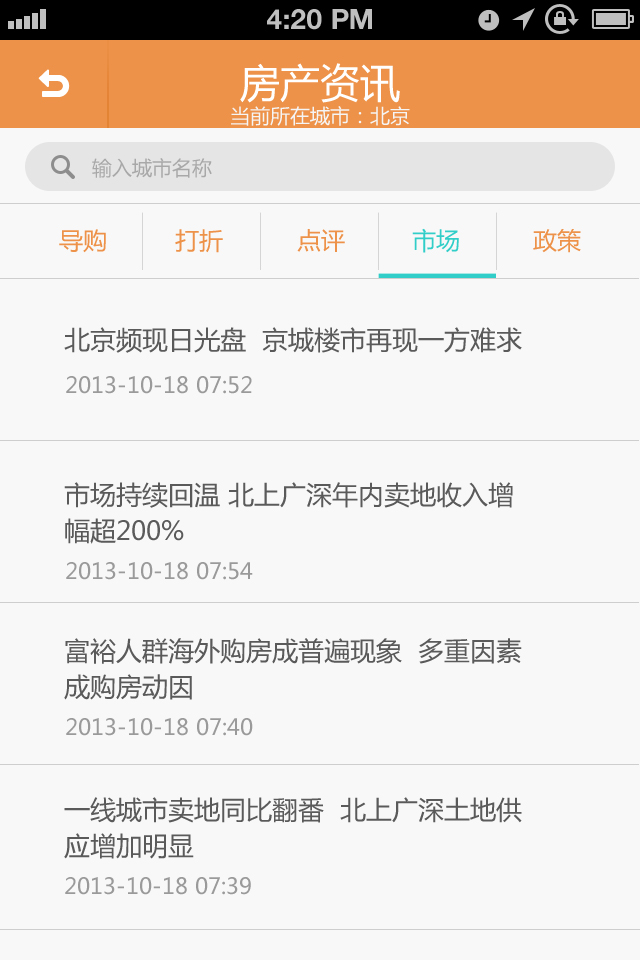 4:20 PM
房产资讯
当前所在城市：北京
输入城市名称
导购 打折 点评 市场 政策
北京频现日光盘 京城楼市再现一方难求
2013-10-18 07:52
市场持续回温 北上广深年内卖地收入增
幅超200%
2013-10-18 07:54
富裕人群海外购房成普遍现象 多重因素
成购房动因
2013-10-18 07:40
一线城市卖地同比翻番 北上广深土地供
应增加明显
2013-10-18 07:39